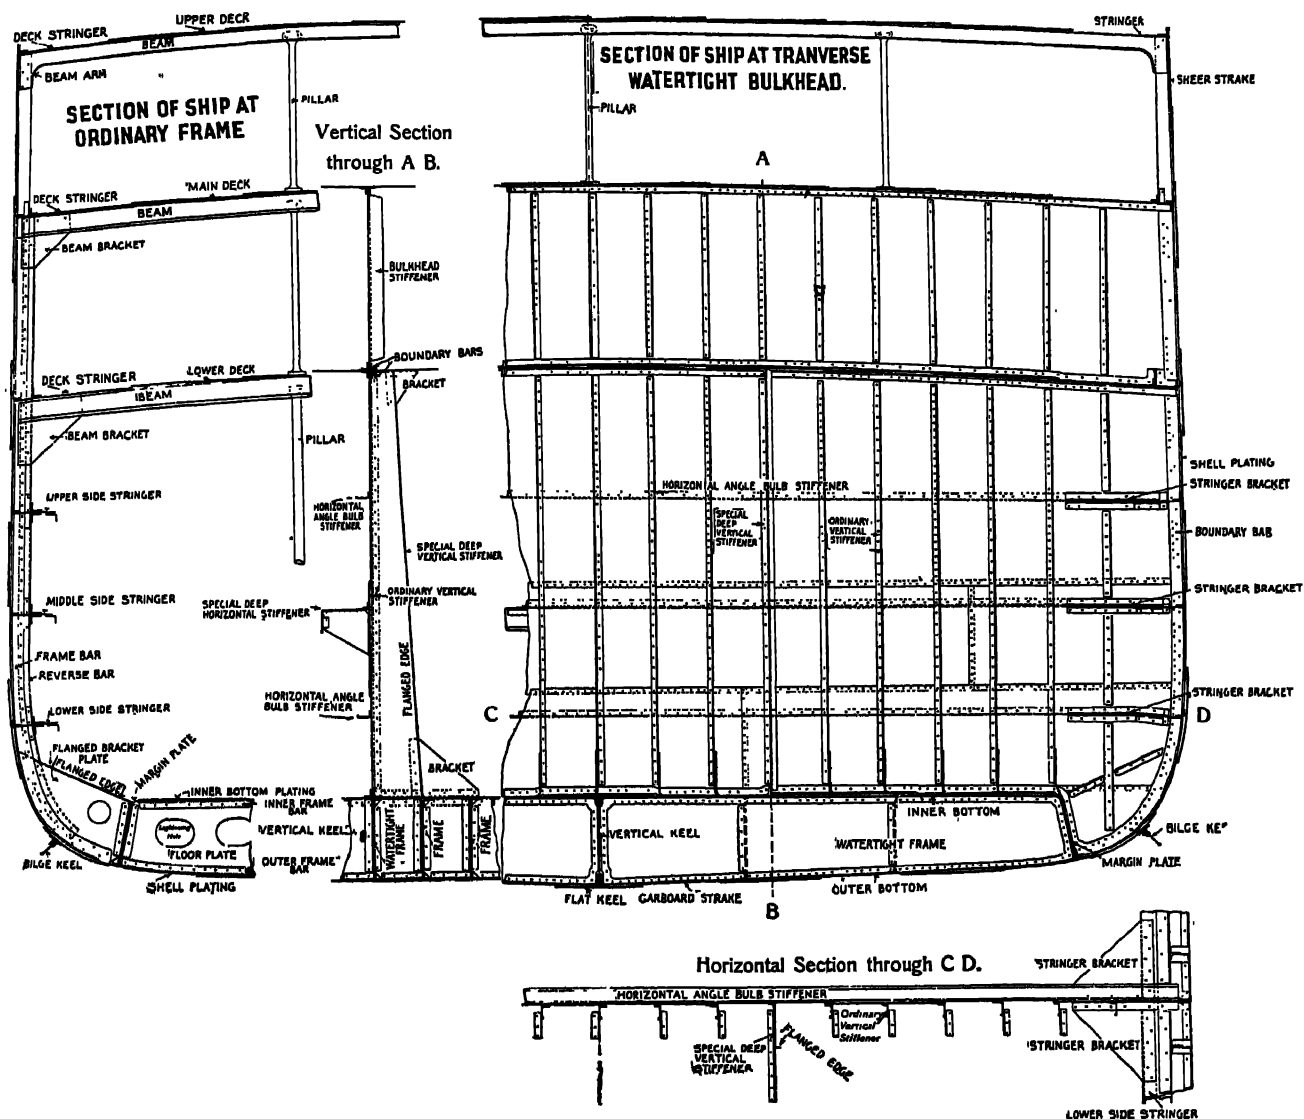 UPPER DECK
DECK STRINGER
BEAM
BEAM ARM
SECTION OF SHIP AT
ORDINARY FRAME
PILLAR
Vertical Section
through A B.
SECTION OF SHIP AT TRANVERSE
WATERTIGHT BULKHEAD.
PILLAR
STRINGER
SHEER STRAKE
A
MAIN DECK
DECK STRINGER
BEAM
BEAM BRACKET
BULKHEAD
STIFFENER
BOUNDARY BARS
BRACKET
LOWER DECK
DECK STRINGER
BEAM
BEAM BRACKET
PILLAR
UPPER SIDE STRINGER
HORIZONTAL
ANGLE BULB
STIFFENER
SPECIAL DEEP
VERTICAL STIFFENER
ORDINARY VERTICAL
STIFFENER
SPECIAL DEEP
HORIZONTAL STIFFENER
MIDDLE SIDE STRINGER
FRAME BAR
REVERSE BAR
FLANGED EDGE
HORIZONTAL ANGLE
BULB STIFFENER
LOWER SIDE STRINGER
FLANGED BRACKET
PLATE
FLANGED EDGE
MARGIN PLATE
BRACKET
INNER BOTTOM PLATING
INNER FRAME
BAR
VERTICAL KEEL
Lightening
Hole
FLOOR PLATE
OUTER FRAME
BAR
WATERTIGHT
FRAME
FRAME
FRAME
BILGE KEEL
SHELL PLATING
HORIZONTAL ANGLE BULB STIFFENER
SPECIAL
DEEP
VERTICAL
STIFFENER
ORDINARY
VERTICAL
STIFFENER
SHELL PLATING
STRINGER BRACKET
BOUNDARY BAR
STRINGER BRACKET
STRINGER BRACKET
C
D
INNER BOTTOM
VERTICAL KEEL
WATERTIGHT FRAME
BILGE KE
MARGIN PLATE
FLAT KEEL
GARBOARD STRAKE
OUTER BOTTOM
B
Horizontal Section through C D.
STRINGER BRACKET
HORIZONTAL ANGLE BULB STIFFENER
Ordinary
Vertical
Stiffener
SPECIAL DEEP
VERTICAL
STIFFENER
FLANGED EDGE
STRINGER BRACKET
LOWER SIDE STRINGER